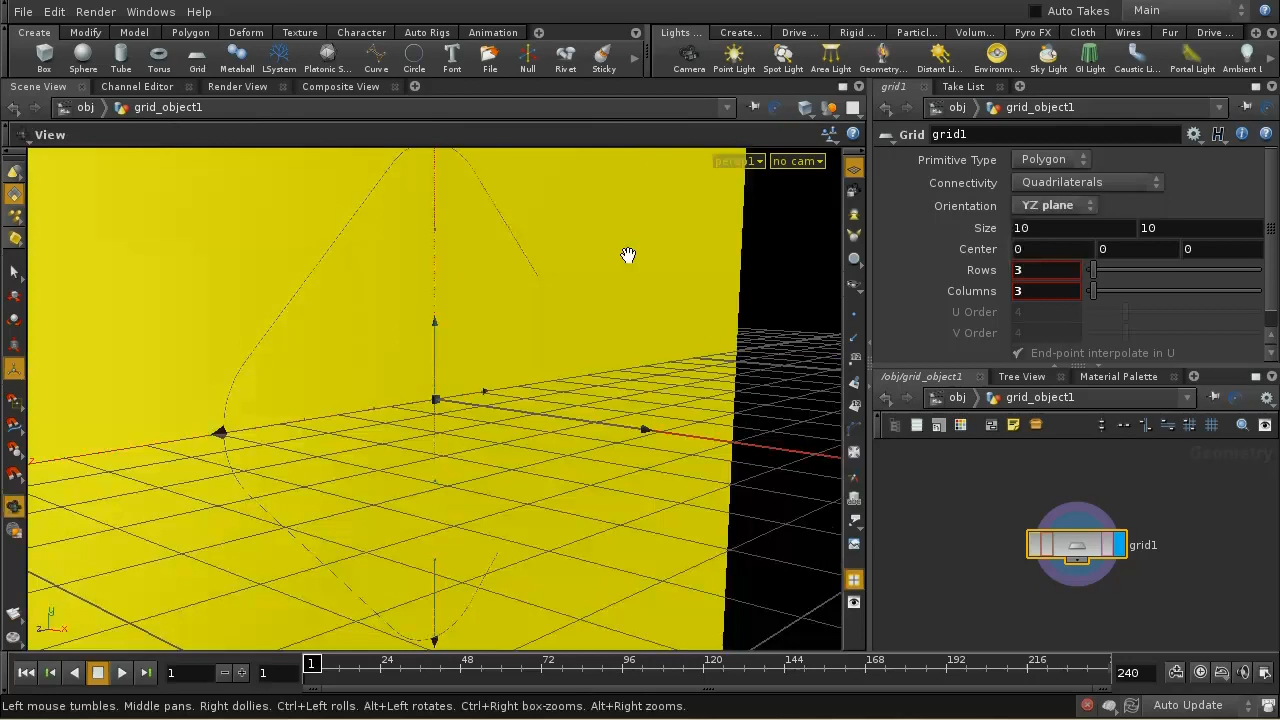 File Edit Render Windows Help Auto Takes Main
Create Modify Model Polygon Deform Texture Character Auto Rigs Animation Lights ... Create... Drive ... Rigid ... Particl... Volum... Pyro FX Cloth Wires Fur Drive ...
Box Sphere Tube Torus Grid Metaball LSystem Platonic S... Curve Circle Font File Null Rivet Sticky Camera Point Light Spot Light Area Light Geometry... Distant Li... Environm... Sky Light GI Light Caustic Li... Portal Light Ambient L
Scene View Channel Editor Render View Composite View grid1 Take List
obj grid_object1 obj grid_object1
View
persp1 no cam
Grid grid1
Primitive Type Polygon
Connectivity Quadrilaterals
Orientation YZ plane
Size 10 10
Center 0 0 0
Rows 3
Columns 3
U Order 4
V Order 4
End-point interpolate in U
/obj/grid_object1 Tree View Material Palette
obj grid_object1
Geometry
grid1
z
y
z x
1 1 1 24 48 72 96 120 144 168 192 216 240
Left mouse tumbles. Middle pans. Right dollies. Ctrl+Left rolls. Alt+Left rotates. Ctrl+Right box-zooms. Alt+Right zooms. Auto Update